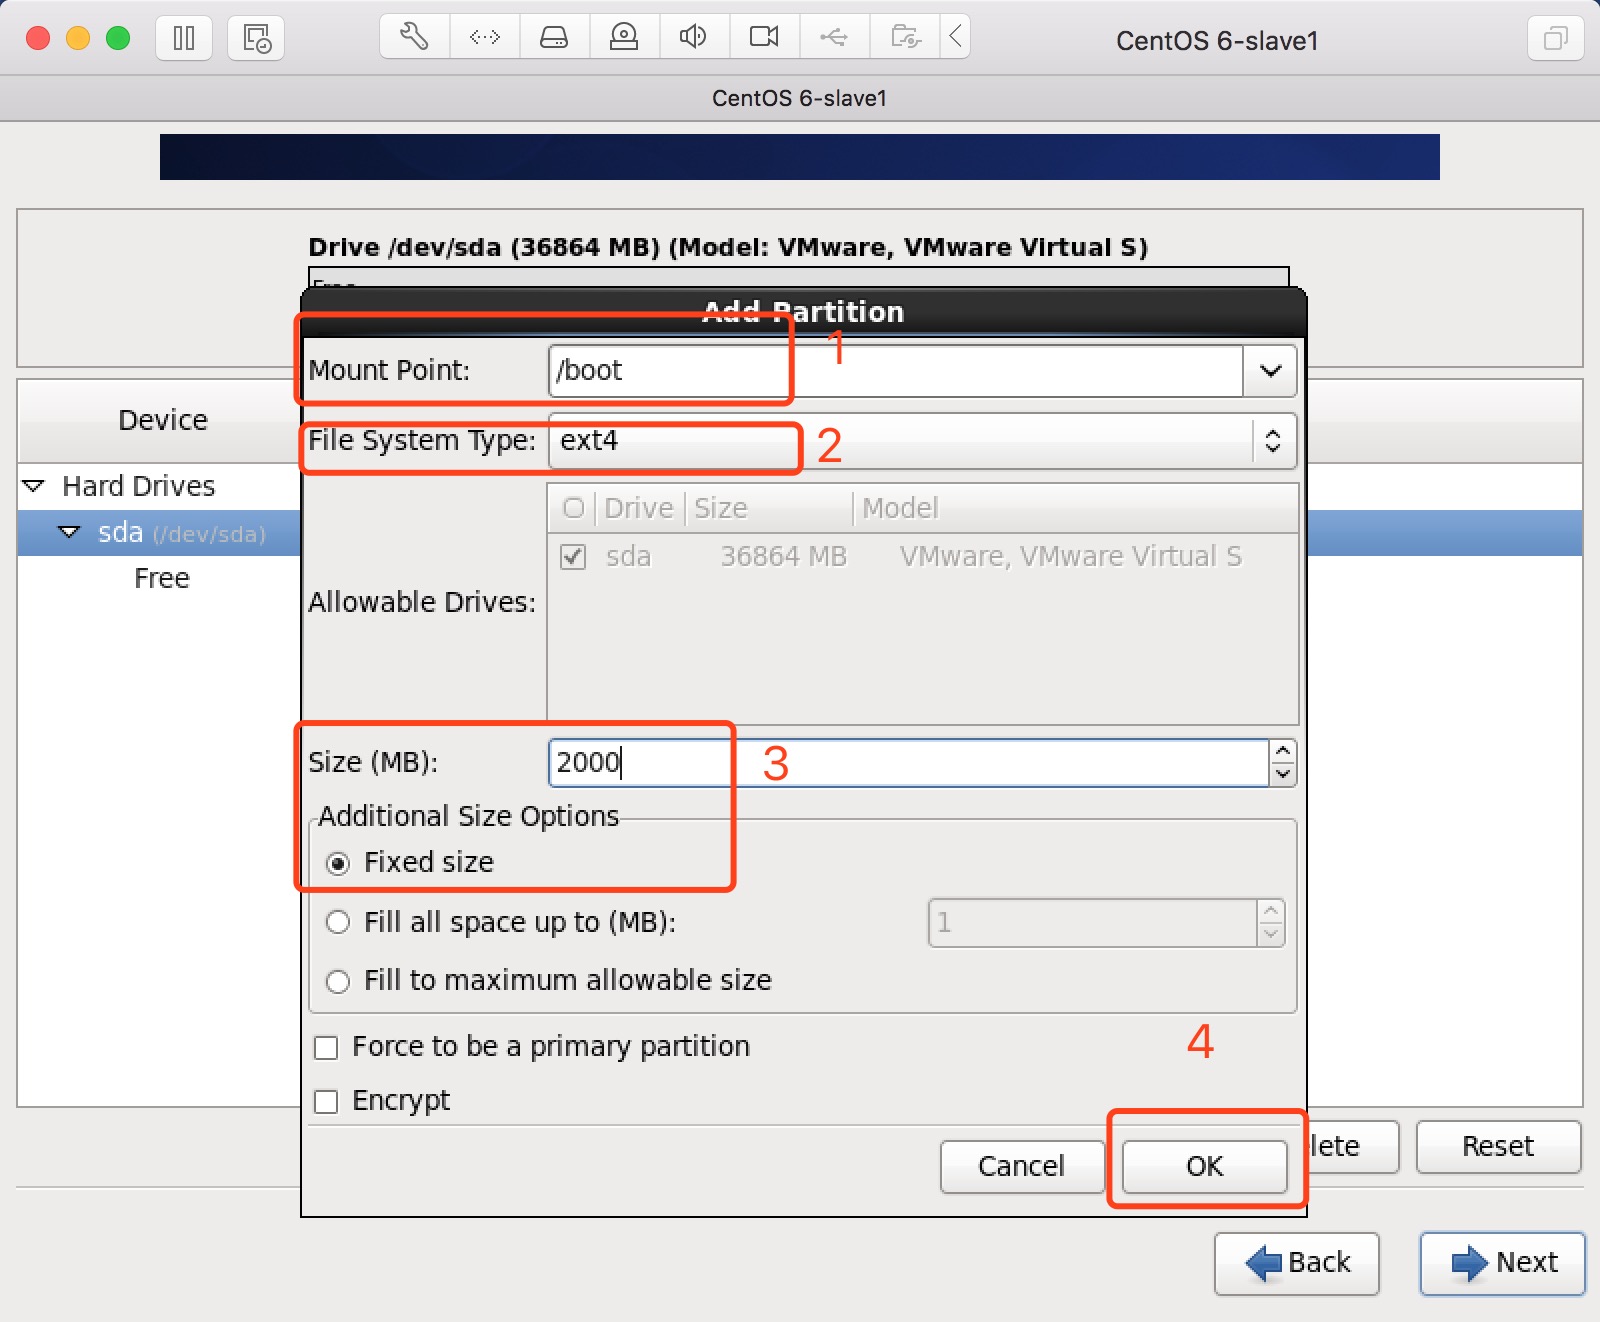 CentOS 6-slave1
CentOS 6-slave1
Drive /dev/sda (36864 MB) (Model: VMware, VMware Virtual S)
Free
Add Partition
1
Mount Point: /boot
Device
File System Type: ext4 2
Hard Drives
Drive Size Model
sda (/dev/sda)
sda 36864 MB VMware, VMware Virtual S
Free
Allowable Drives:
Size (MB): 2000 3
Additional Size Options
Fixed size
Fill all space up to (MB): 1
Fill to maximum allowable size
Force to be a primary partition 4
Encrypt
Cancel OK lete Reset
Back Next